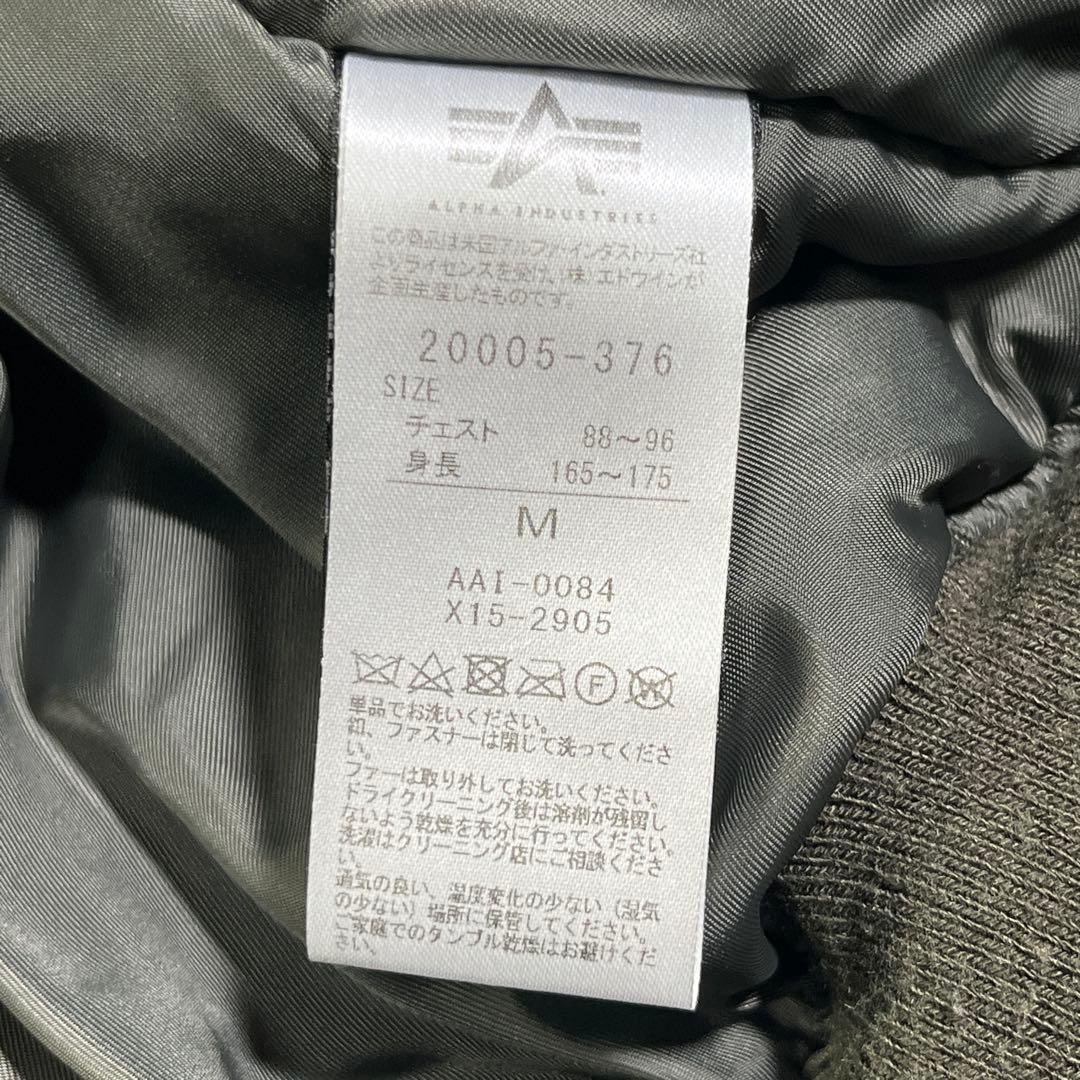 ALPHA INDUSTRIES
この商品は米国アルファインダストリーズ社
よりライセンスを受け、㈱ エドウインが
企画生産したものです。
20005-376
SIZE
チェスト 88〜96
身長 165〜175
M
AAI-0084
X15-2905
F
W
単品でお洗いください。
釦、ファスナーは閉じて洗ってくださ
い。
ファーは取り外してお洗いください。
ドライクリーニング後は溶剤が残留し
ないよう乾燥を充分に行ってください。
洗濯はクリーニング店にご相談くださ
い。
通気の良い、温度変化の少ない（湿気
の少ない）場所に保管してください。
ご家庭でのタンブル乾燥はお避けくだ
さい。